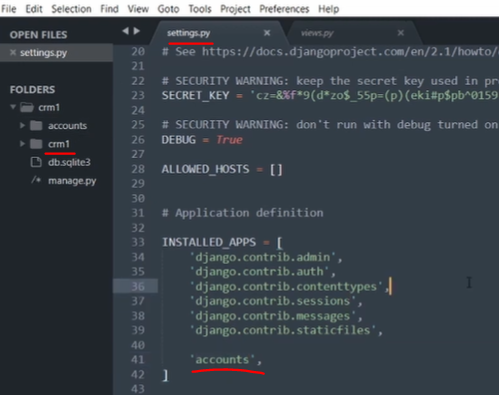 File Edit Selection Find View Goto Tools Project Preferences Help
OPEN FILES
× settings.py
FOLDERS
crm1
accounts
crm1
db.sqlite3
manage.py
settings.py ×
views.py ×
20 # See https://docs.djangoproject.com/en/2.1/howto/
21
22 # SECURITY WARNING: keep the secret key used in pr
23 SECRET_KEY = 'cz=&%f*9(d*zo$_55p=(p)(eki#p$pb^0159
24
25 # SECURITY WARNING: don't run with debug turned on
26 DEBUG = True
27
28 ALLOWED_HOSTS = []
29
30
31 # Application definition
32
33 INSTALLED_APPS = [
34 'django.contrib.admin',
35 'django.contrib.auth',
36 'django.contrib.contenttypes',
37 'django.contrib.sessions',
38 'django.contrib.messages',
39 'django.contrib.staticfiles',
40
41 'accounts',
42 ]
43